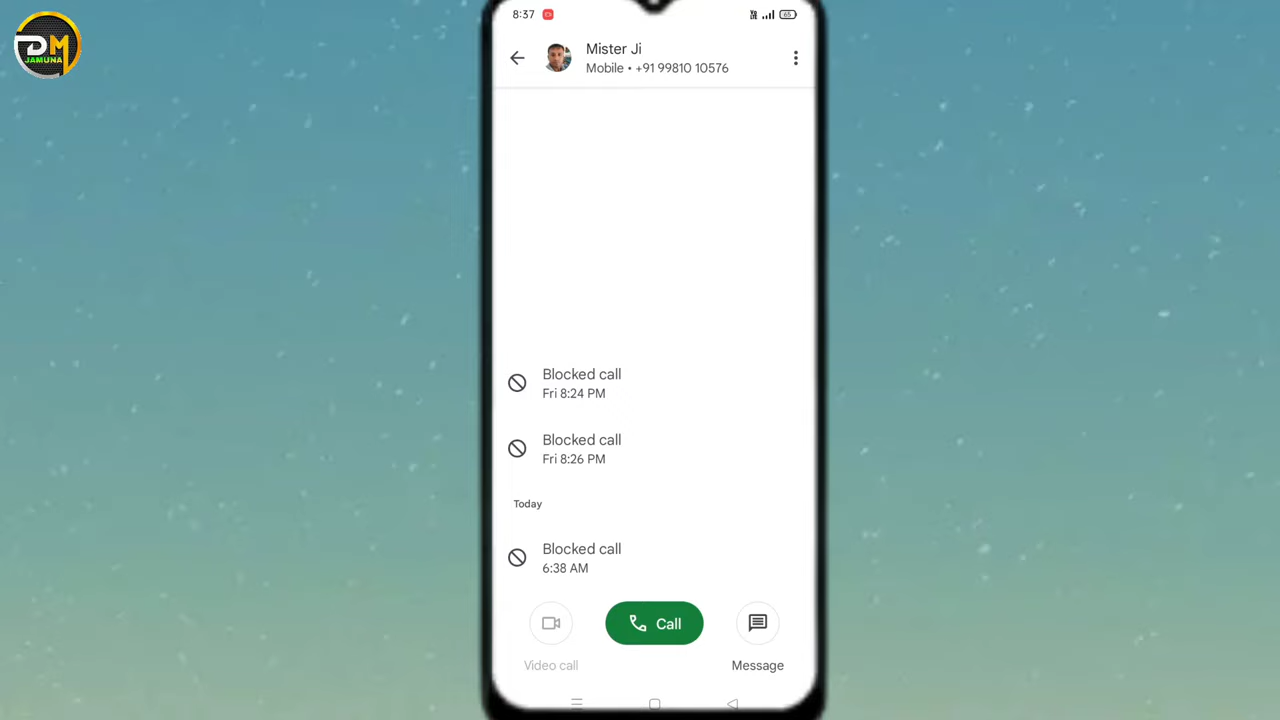 DM
JAMUNA
8:37
65
Mister Ji
Mobile • +91 99810 10576
Blocked call
Fri 8:24 PM
Blocked call
Fri 8:26 PM
Today
Blocked call
6:38 AM
Call
Video call
Message